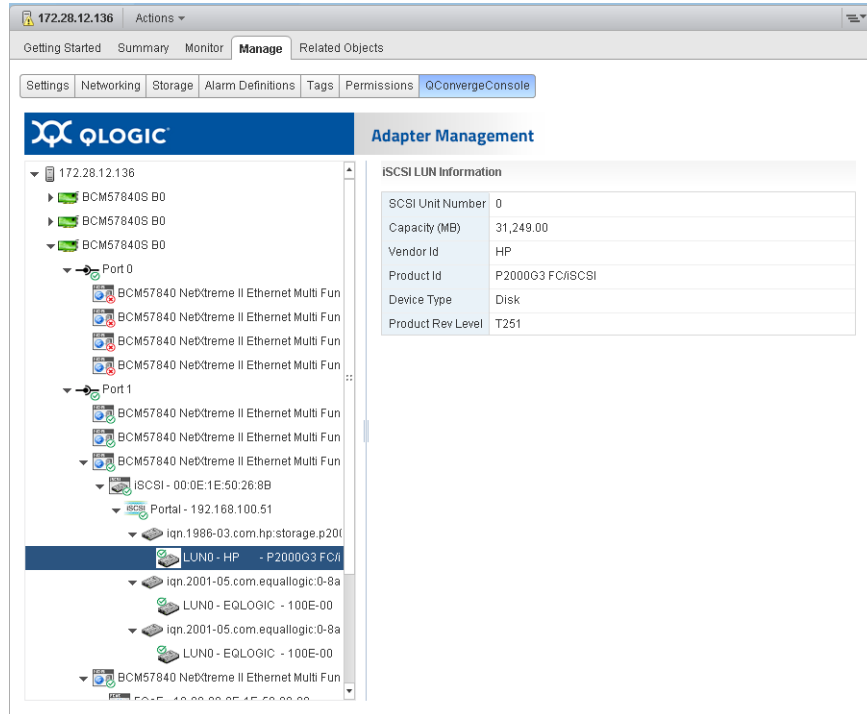 172.28.12.136 Actions
Getting Started Summary Monitor Manage Related Objects
Settings Networking Storage Alarm Definitions Tags Permissions QConvergeConsole
QLOGIC Adapter Management
172.28.12.136
BCM57840S B0
BCM57840S B0
BCM57840S B0
Port 0
BCM57840 NetXtreme II Ethernet Multi Fun
BCM57840 NetXtreme II Ethernet Multi Fun
BCM57840 NetXtreme II Ethernet Multi Fun
BCM57840 NetXtreme II Ethernet Multi Fun
Port 1
BCM57840 NetXtreme II Ethernet Multi Fun
BCM57840 NetXtreme II Ethernet Multi Fun
BCM57840 NetXtreme II Ethernet Multi Fun
iSCSI - 00:0E:1E:50:26:8B
Portal - 192.168.100.51
iqn.1986-03.com.hp:storage.p200
LUN0 - HP - P2000G3 FC/i
iqn.2001-05.com.equallogic:0-8a
LUN0 - EQLOGIC - 100E-00
iqn.2001-05.com.equallogic:0-8a
LUN0 - EQLOGIC - 100E-00
BCM57840 NetXtreme II Ethernet Multi Fun
iSCSI LUN Information
SCSI Unit Number 0
Capacity (MB) 31,249.00
Vendor Id HP
Product Id P2000G3 FC/iSCSI
Device Type Disk
Product Rev Level T251